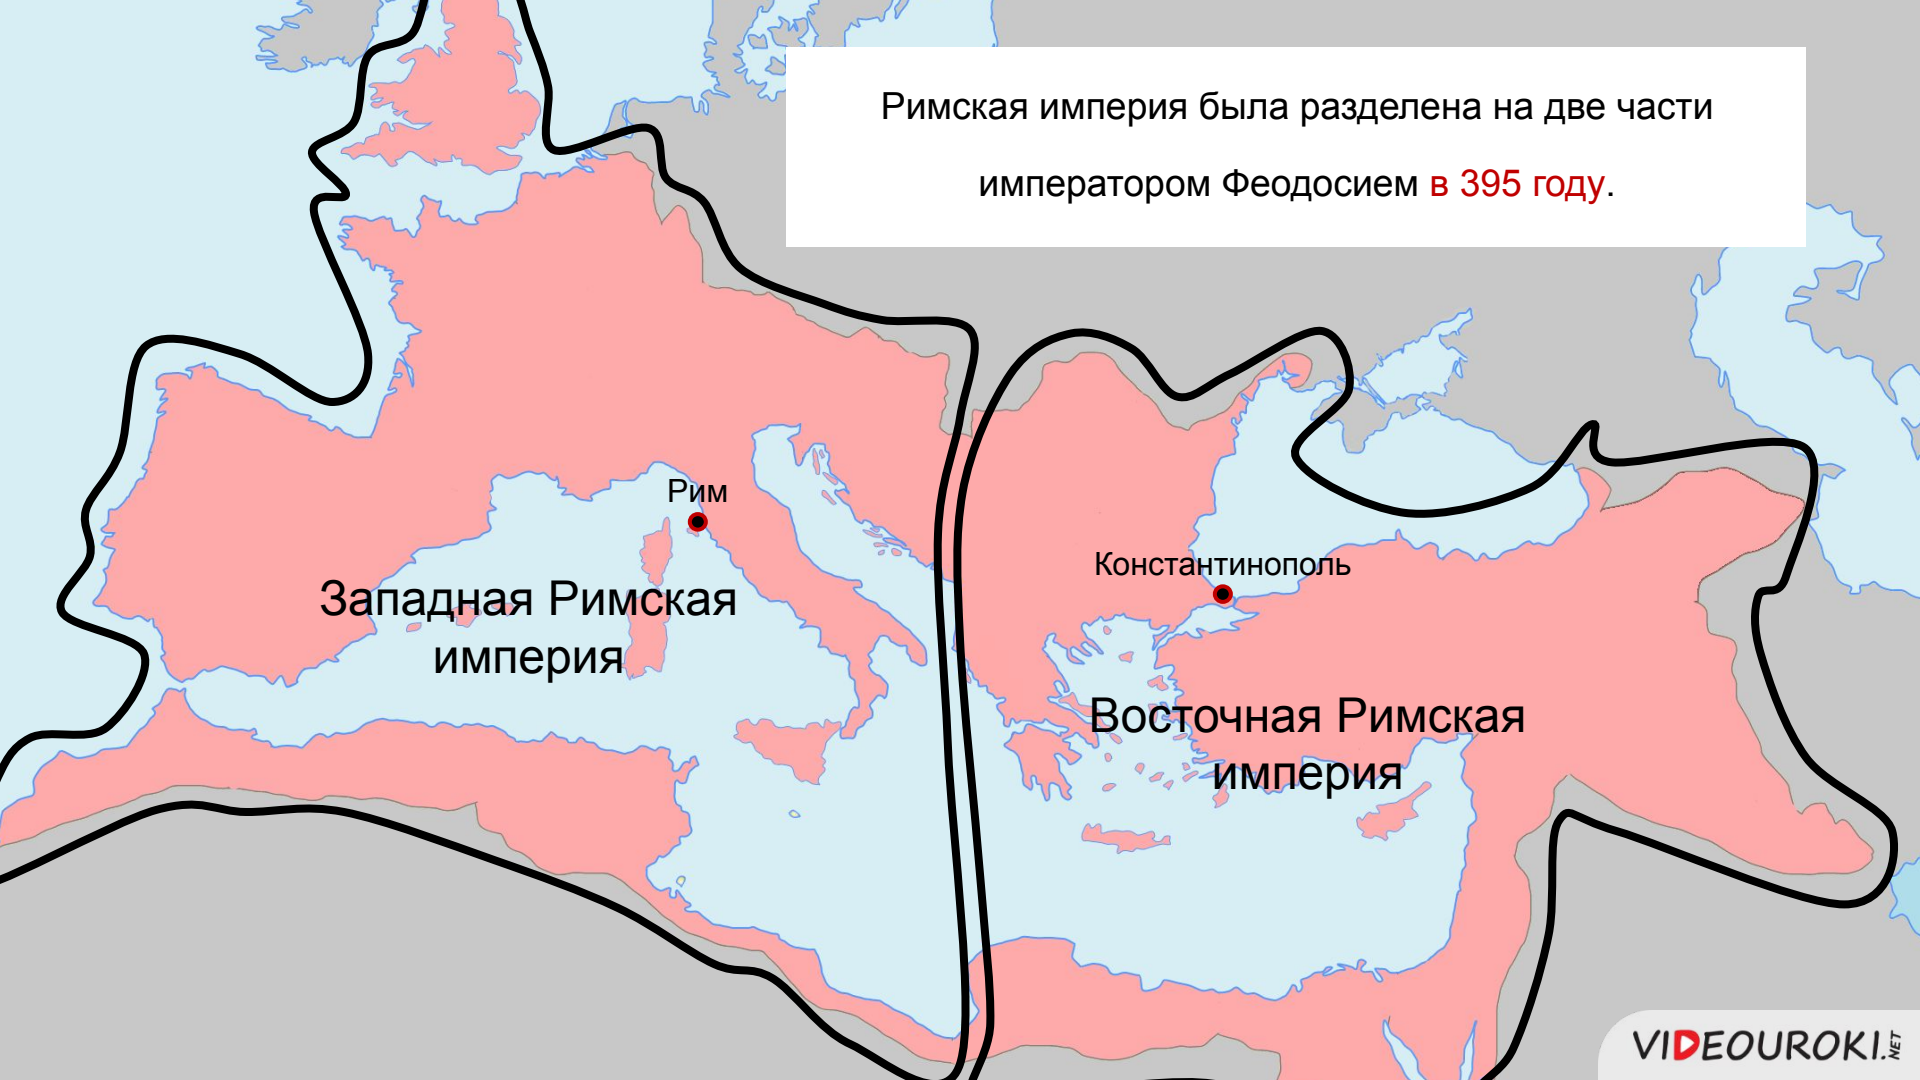 Римская империя была разделена на две части
императором Феодосием в 395 году.
Рим
Константинополь
Западная Римская
империя
Восточная Римская
империя
VIDEOUROKI.NET